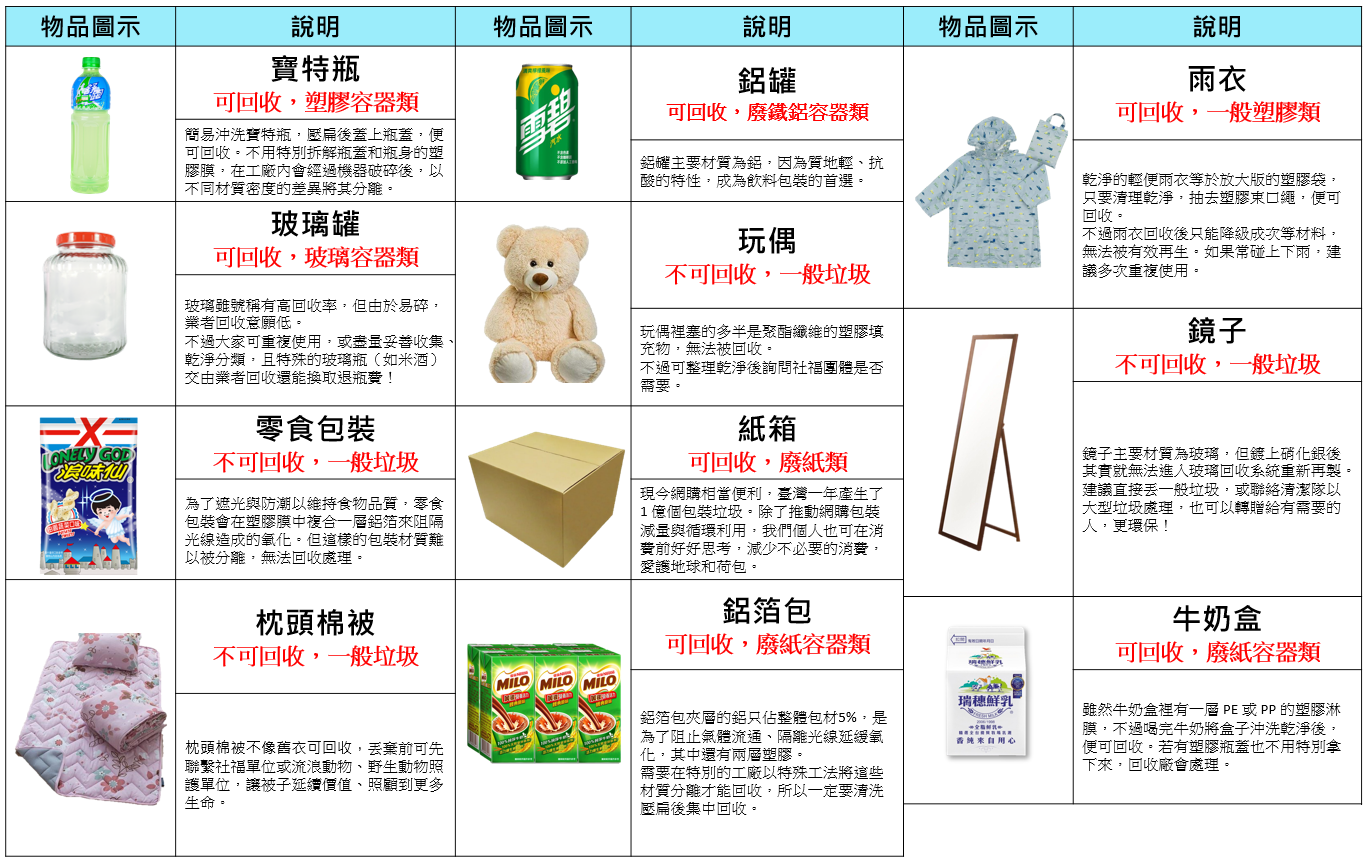 物品圖示
說明
寶特瓶
可回收，塑膠容器類
簡易沖洗寶特瓶，壓扁後蓋上瓶蓋，便
可回收。不用特別拆解瓶蓋和瓶身的塑
膠膜，在工廠內會經過機器破碎後，以
不同材質密度的差異將其分離。
玻璃罐
可回收，玻璃容器類
玻璃雖號稱有高回收率，但由於易碎，
業者回收意願低。
不過大家可重複使用，或盡量妥善收集、
乾淨分類，且特殊的玻璃瓶（如米酒）
交由業者回收還能換取退瓶費！
X
LONELY GOD
浪味仙
零食包裝
不可回收，一般垃圾
為了遮光與防潮以維持食物品質，零食
包裝會在塑膠膜中複合一層鋁箔來阻隔
光線造成的氧化。但這樣的包裝材質難
以被分離，無法回收處理。
枕頭棉被
不可回收，一般垃圾
枕頭棉被不像舊衣可回收，丟棄前可先
聯繫社福單位或流浪動物、野生動物照
護單位，讓被子延續價值、照顧到更多
生命。
物品圖示
說明
雪碧
汽水
鋁罐
可回收，廢鐵鋁容器類
鋁罐主要材質為鋁，因為質地輕、抗
酸的特性，成為飲料包裝的首選。
玩偶
不可回收，一般垃圾
玩偶裡塞的多半是聚酯纖維的塑膠填
充物，無法被回收。
不過可整理乾淨後詢問社福團體是否
需要。
紙箱
可回收，廢紙類
現今網購相當便利，臺灣一年產生了
1 億個包裝垃圾。除了推動網購包裝
減量與循環利用，我們個人也可在消
費前好好思考，減少不必要的消費，
愛護地球和荷包。
MILO
MILO
MILO
鋁箔包
可回收，廢紙容器類
鋁箔包夾層的鋁只佔整體包材5%，是
為了阻止氣體流通、隔離光線延緩氧
化，其中還有兩層塑膠。
需要在特別的工廠以特殊工法將這些
材質分離才能回收，所以一定要清洗
壓扁後集中回收。
物品圖示
說明
雨衣
可回收，一般塑膠類
乾淨的輕便雨衣等於放大版的塑膠袋，
只要清理乾淨，抽去塑膠束口繩，便可
回收。
不過雨衣回收後只能降級成次等材料，
無法被有效再生。如果常碰上下雨，建
議多次重複使用。
鏡子
不可回收，一般垃圾
鏡子主要材質為玻璃，但鍍上硝化銀後
其實就無法進入玻璃回收系統重新再製。
建議直接丟一般垃圾，或聯絡清潔隊以
大型垃圾處理，也可以轉贈給有需要的
人，更環保！
瑞穗鮮乳
瑞穗鮮乳
全脂鮮乳
香純來自用心
牛奶盒
可回收，廢紙容器類
雖然牛奶盒裡有一層 PE 或 PP 的塑膠淋
膜，不過喝完牛奶將盒子沖洗乾淨後，
便可回收。若有塑膠瓶蓋也不用特別拿
下來，回收廠會處理。